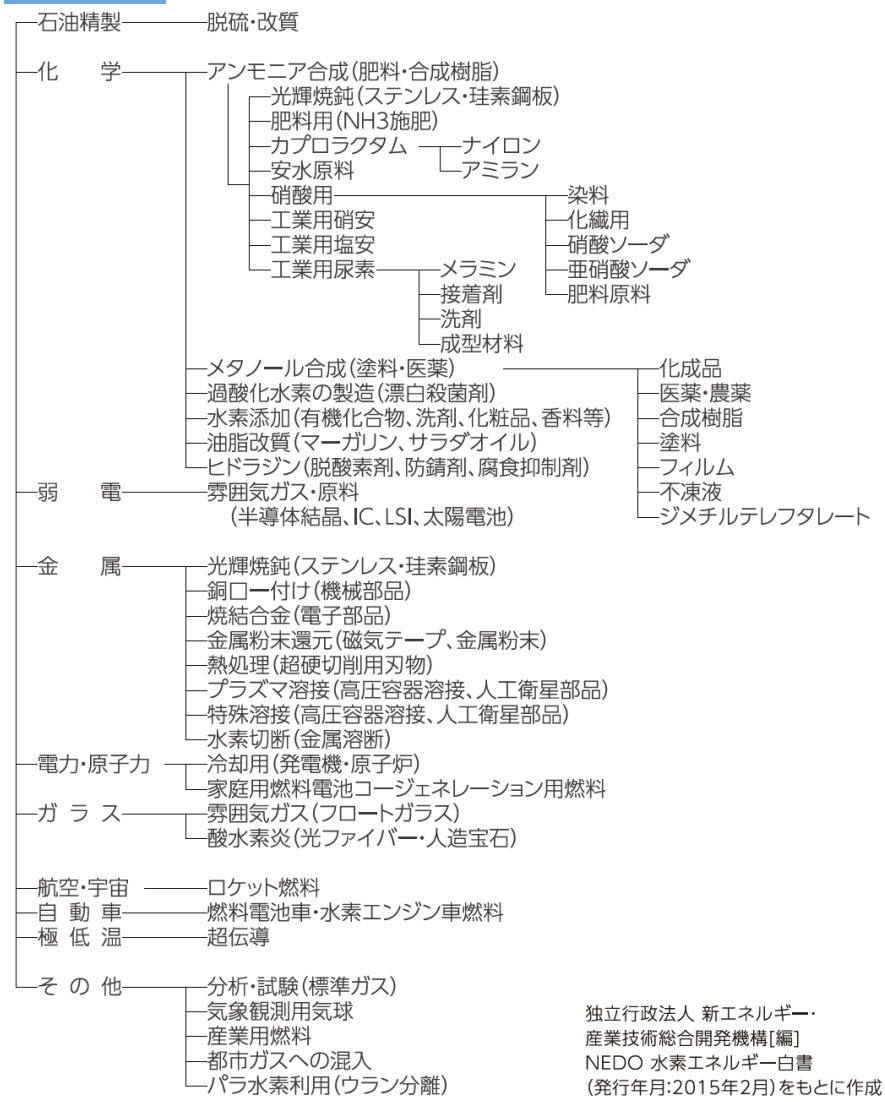 石油精製 脱硫・改質
化 学 アンモニア合成(肥料・合成樹脂)
光輝焼鈍(ステンレス・珪素鋼板)
肥料用(NH3施肥)
カプロラクタム ナイロン
安水原料 アミラン
硝酸用 染料
工業用硝安 化繊用
工業用塩安 硝酸ソーダ
工業用尿素 メラミン 亜硝酸ソーダ
接着剤 肥料原料
洗剤
成型材料
メタノール合成(塗料・医薬) 化成品
過酸化水素の製造(漂白殺菌剤) 医薬・農薬
水素添加(有機化合物、洗剤、化粧品、香料等) 合成樹脂
油脂改質(マーガリン、サラダオイル) 塗料
ヒドラジン(脱酸素剤、防錆剤、腐食抑制剤) フィルム
弱 電 雰囲気ガス・原料 不凍液
(半導体結晶、IC、LSI、太陽電池) ジメチルテレフタレート
金 属 光輝焼鈍(ステンレス・珪素鋼板)
銅口ー付け(機械部品)
焼結合金(電子部品)
金属粉末還元(磁気テープ、金属粉末)
熱処理(超硬切削用刃物)
プラズマ溶接(高圧容器溶接、人工衛星部品)
特殊溶接(高圧容器溶接、人工衛星部品)
水素切断(金属溶断)
電力・原子力 冷却用(発電機・原子炉)
家庭用燃料電池コージェネレーション用燃料
ガ ラ ス 雰囲気ガス(フロートガラス)
酸水素炎(光ファイバー・人造宝石)
航空・宇宙 ロケット燃料
自 動 車 燃料電池車・水素エンジン車燃料
極 低 温 超伝導
そ の 他 分析・試験(標準ガス)
気象観測用気球
産業用燃料
都市ガスへの混入
パラ水素利用(ウラン分離)
独立行政法人 新エネルギー・
産業技術総合開発機構[編]
NEDO 水素エネルギー白書
(発行年月:2015年2月)をもとに作成